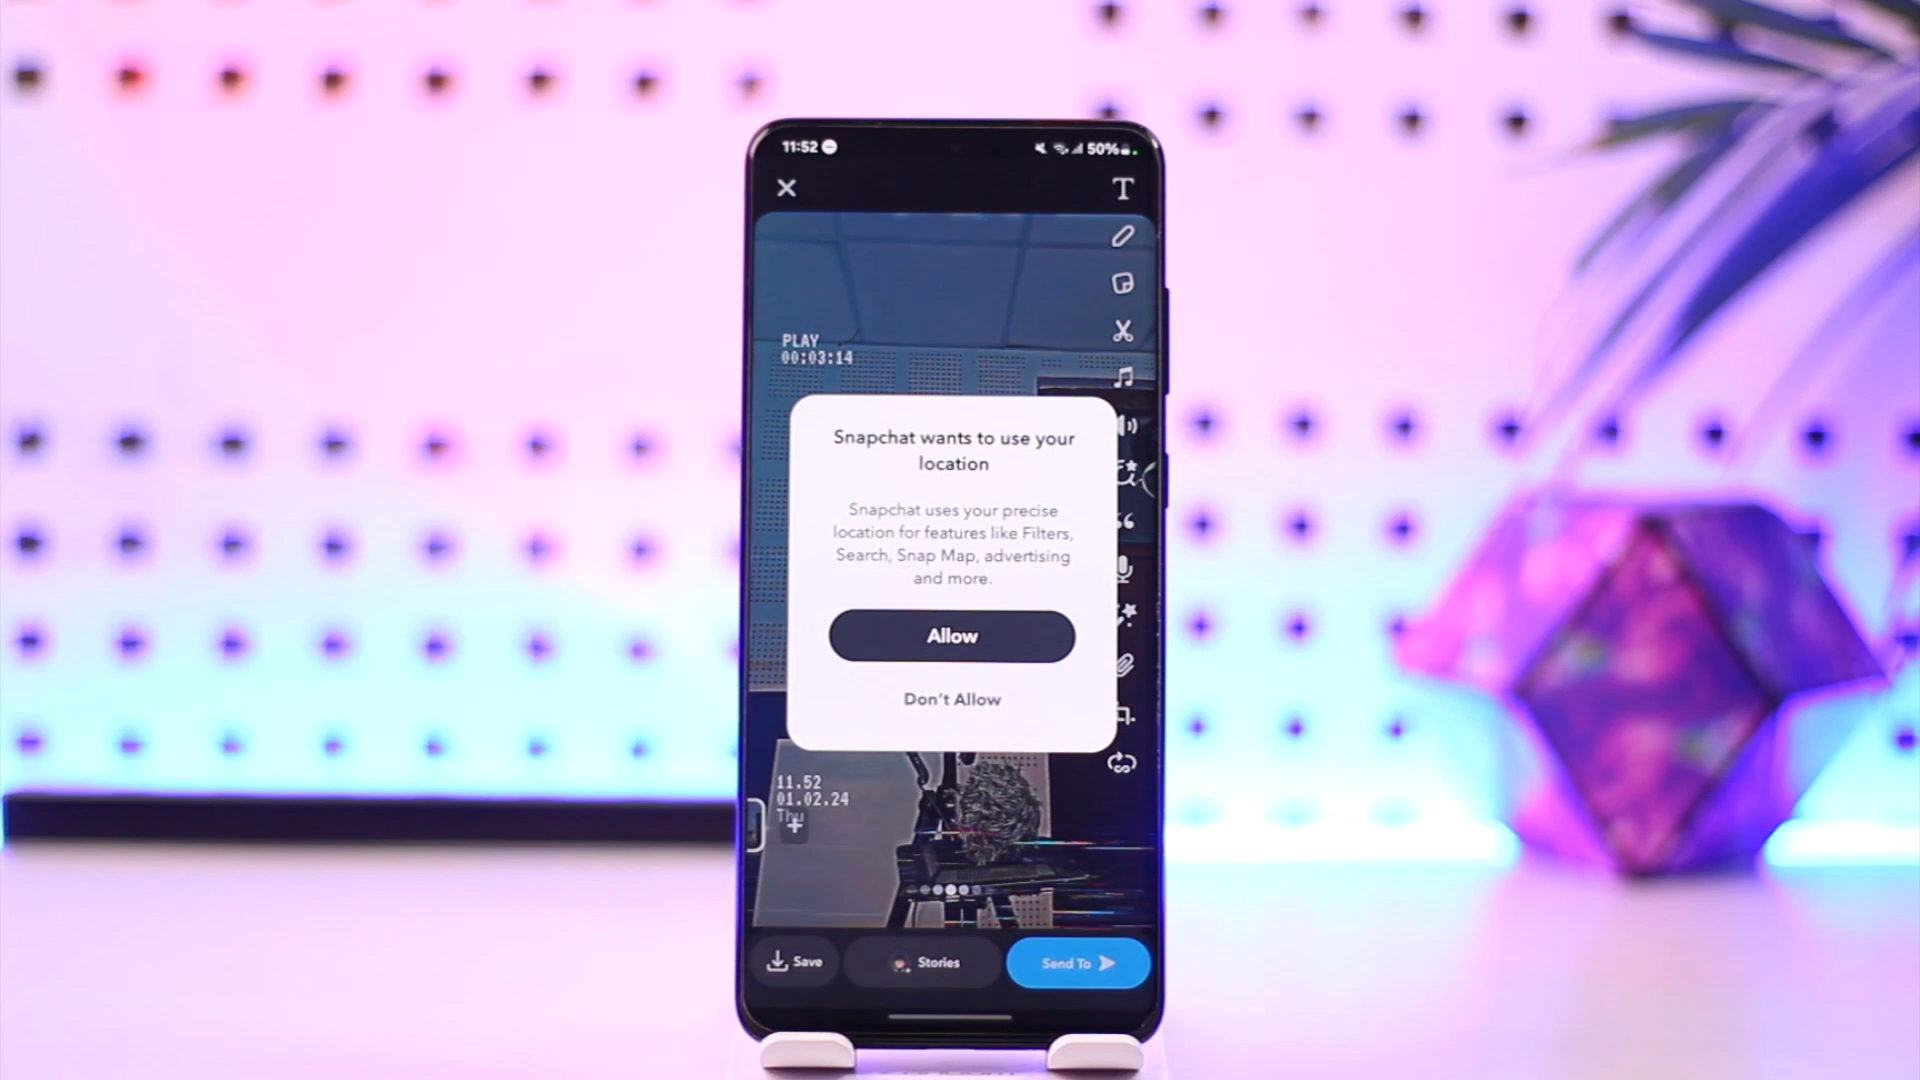 11:52
50%
T
PLAY
00:03:14
Snapchat wants to use your
location
Snapchat uses your precise
location for features like Filters,
Search, Snap Map, advertising
and more.
Allow
Don't Allow
11.52
01.02.24
Thu
Save
Stories
Send To